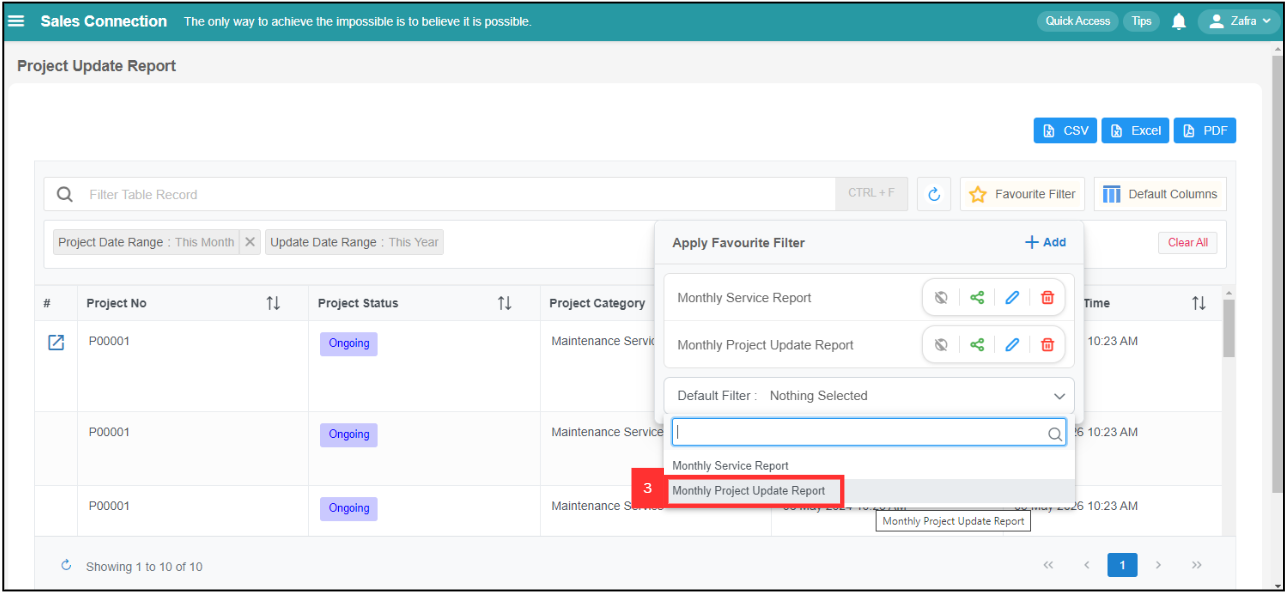 Sales Connection The only way to achieve the impossible is to believe it is possible. Quick Access Tips Zafra
Project Update Report
CSV Excel PDF
Filter Table Record CTRL + F Favourite Filter Default Columns
Project Date Range : This Month Update Date Range : This Year Clear All
Apply Favourite Filter Add
Monthly Service Report
Monthly Project Update Report
Default Filter : Nothing Selected
Monthly Service Report
3 Monthly Project Update Report
Monthly Project Update Report
# Project No Project Status Project Category Time
P00001 Ongoing Maintenance Servic 10:23 AM
P00001 Ongoing Maintenance Service 26 10:23 AM
P00001 Ongoing Maintenance Service 2026 10:23 AM
Showing 1 to 10 of 10 << < 1 > >>